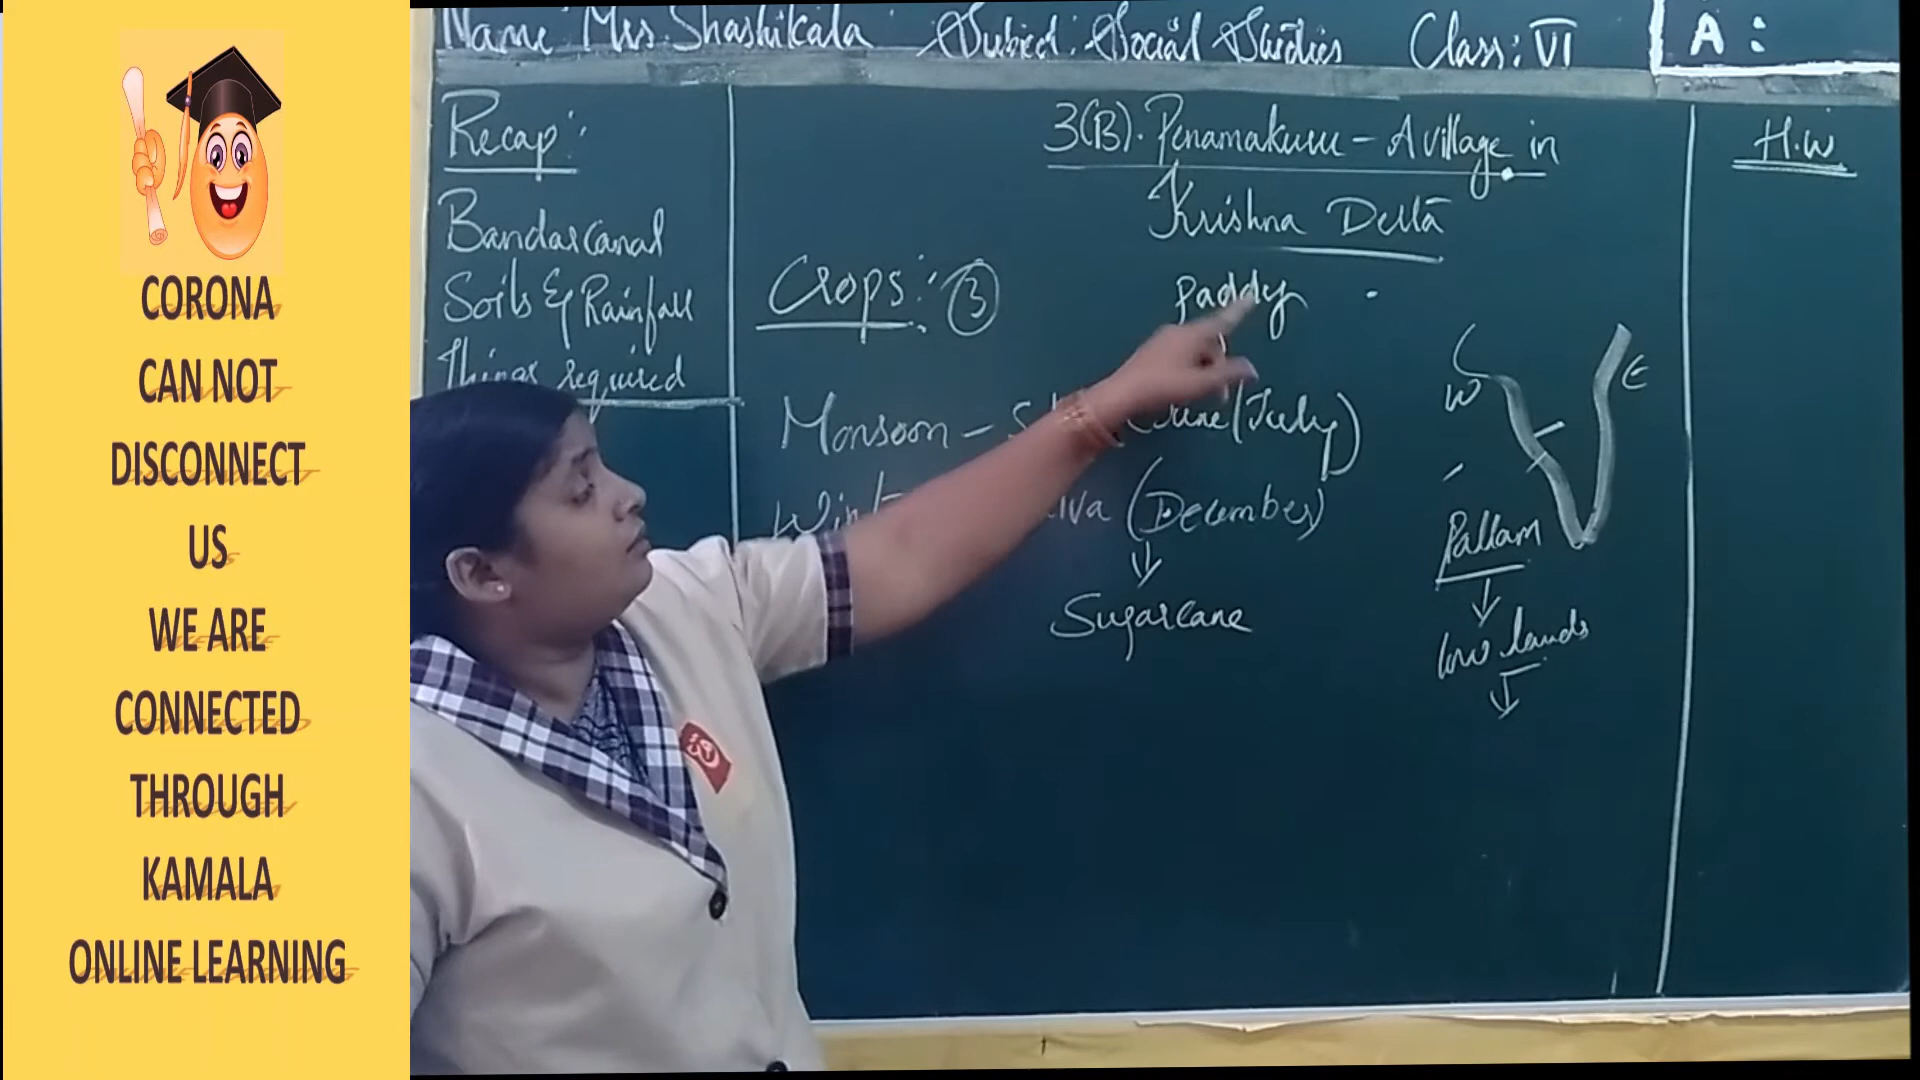 CORONA
CAN NOT
DISCONNECT
US
WE ARE
CONNECTED
THROUGH
KAMALA
ONLINE LEARNING
Name: Mrs. Shashikala Subject: Social Studies Class: VI
A :
Recap:
Bandar canal
Soils & Rainfall
Things required
3(B). Penamakuru - A village in
Krishna Delta
Crops: 3
Paddy
Monsoon - June/July)
(December)
Sugarcane
W
E
Pallam
low lands
H.W